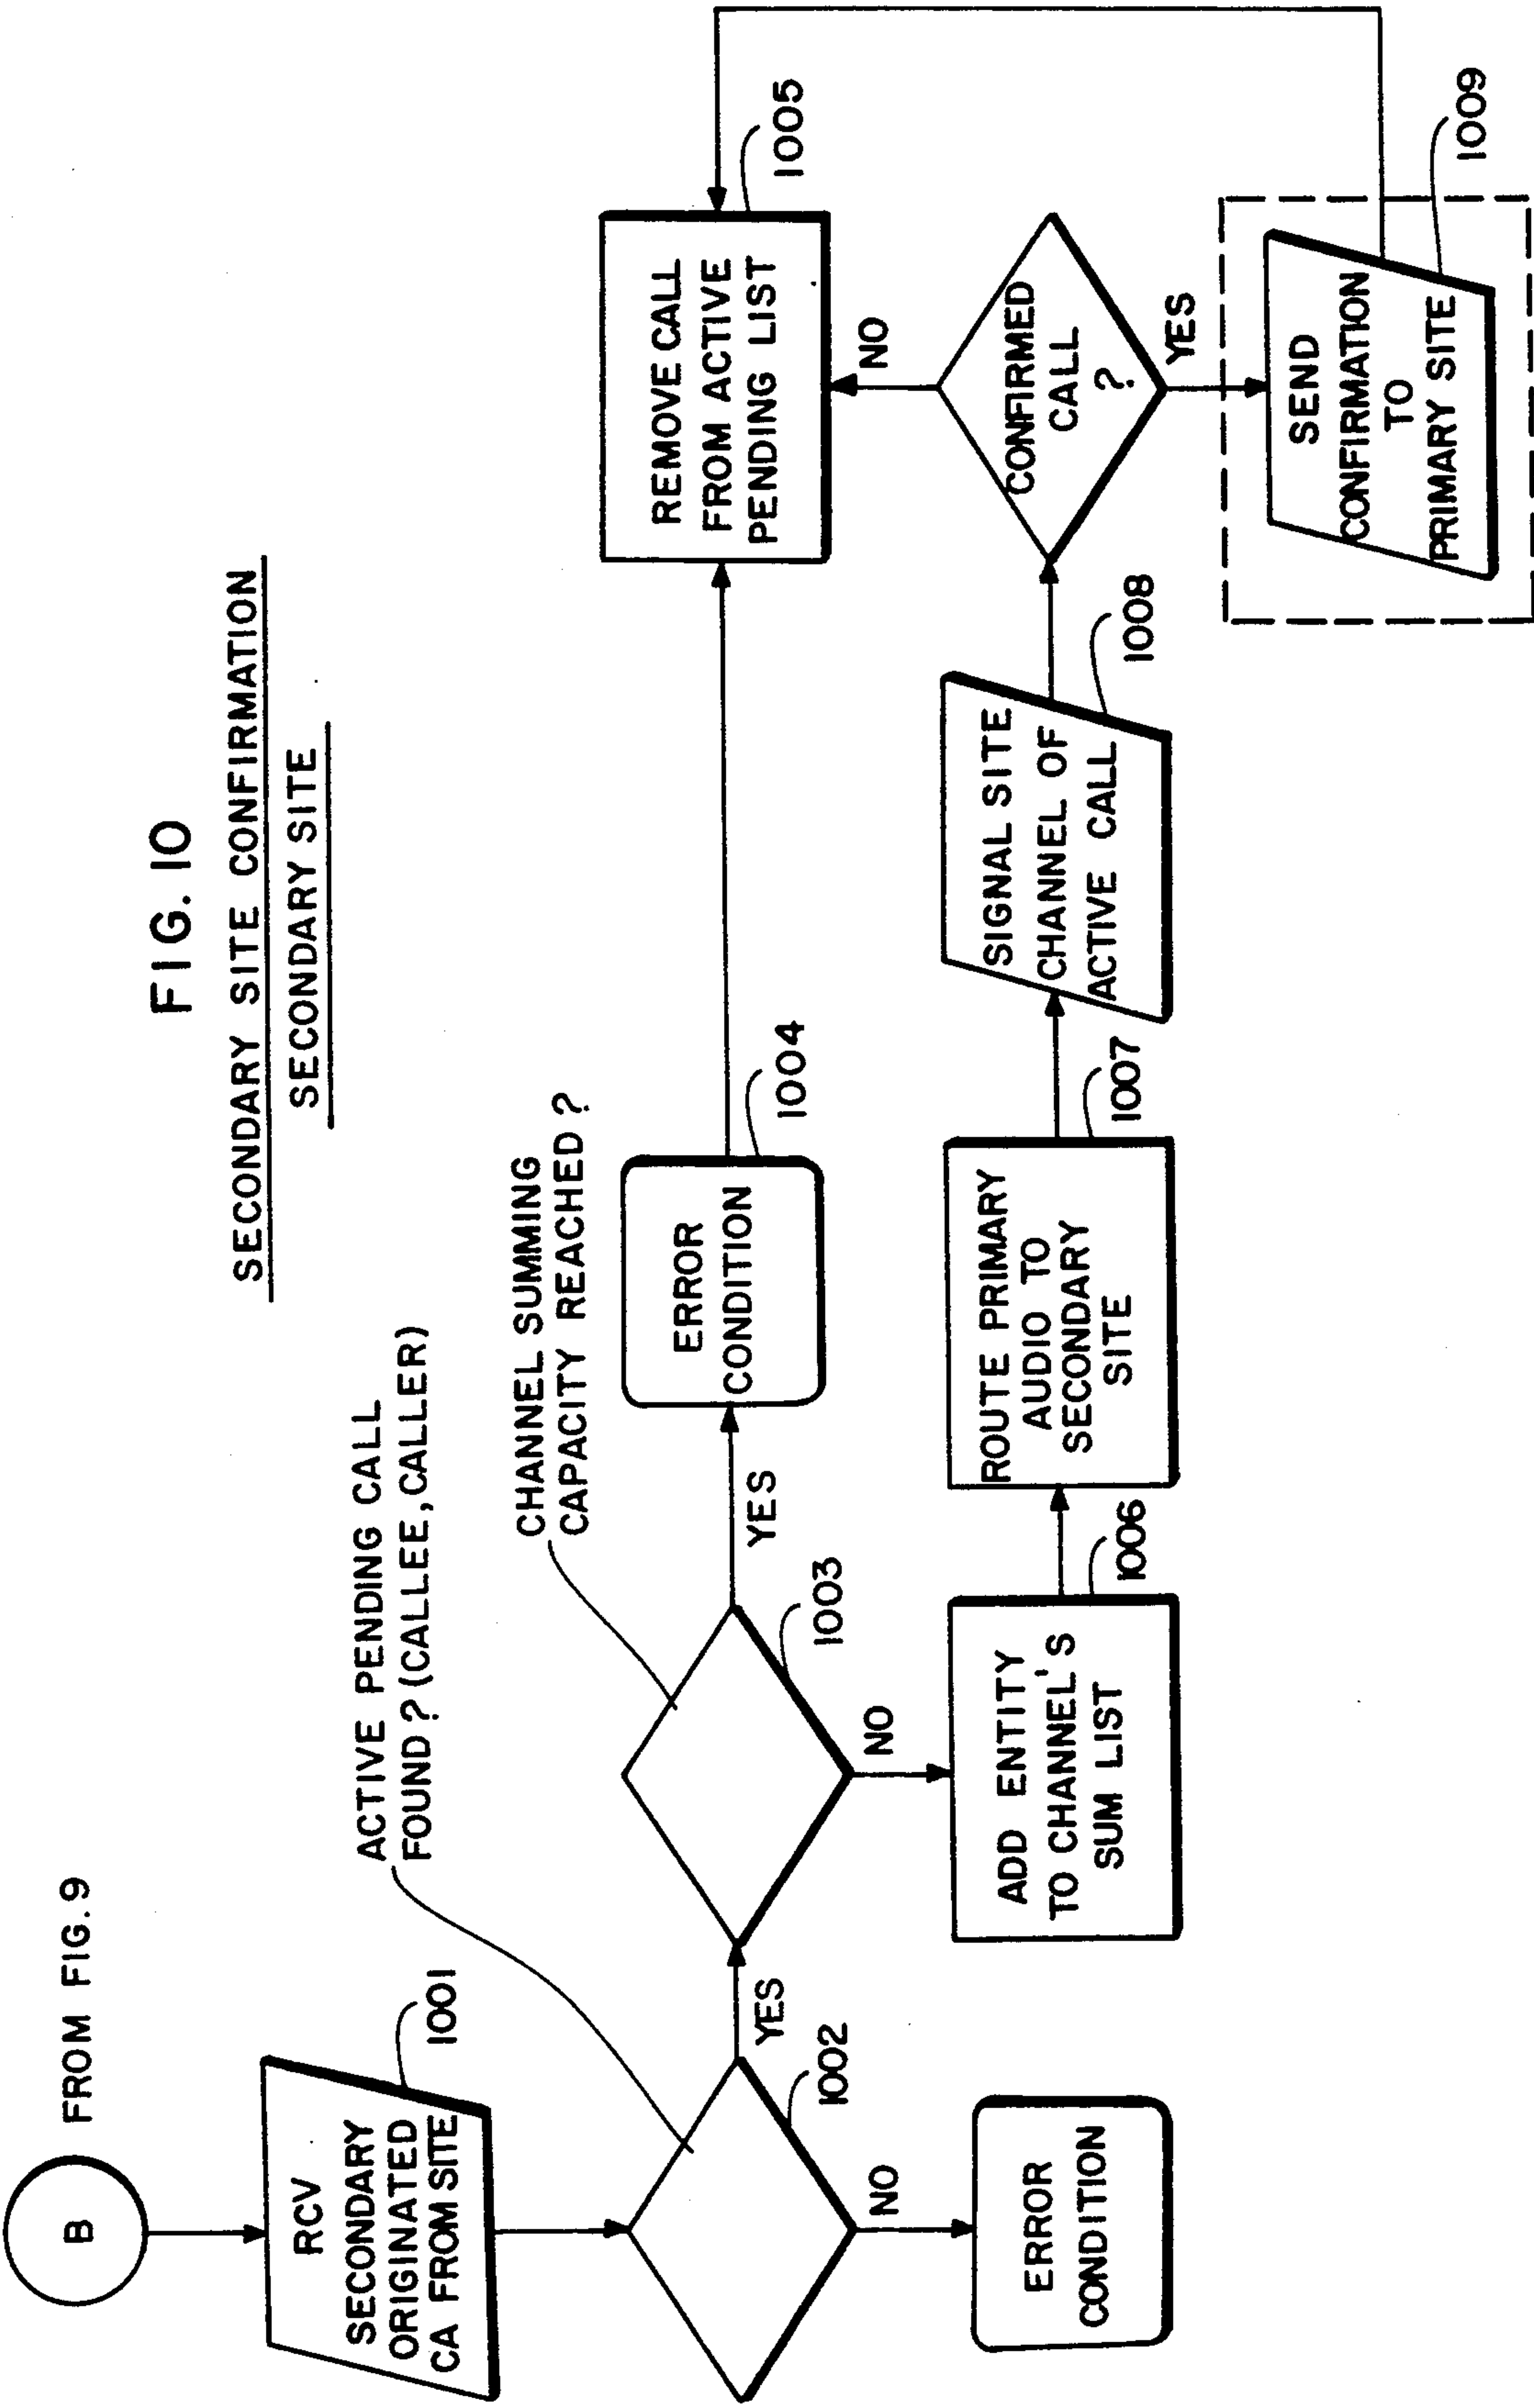 FIG. 10
SECONDARY SITE CONFIRMATION
SECONDARY SITE
B
FROM FIG. 9
RCV
SECONDARY
ORIGINATED
CA FROM SITE
1001
ACTIVE PENDING CALL
FOUND? (CALLEE, CALLER)
1002
YES
NO
ERROR
CONDITION
CHANNEL SUMMING
CAPACITY REACHED?
1003
YES
NO
ERROR
CONDITION
1004
REMOVE CALL
FROM ACTIVE
PENDING LIST
1005
ADD ENTITY
TO CHANNEL'S
SUM LIST
1006
ROUTE PRIMARY
AUDIO TO
SECONDARY
SITE
1007
SIGNAL SITE
CHANNEL OF
ACTIVE CALL
1008
CONFIRMED
CALL
?
NO
YES
SEND
CONFIRMATION
TO
PRIMARY SITE
1009